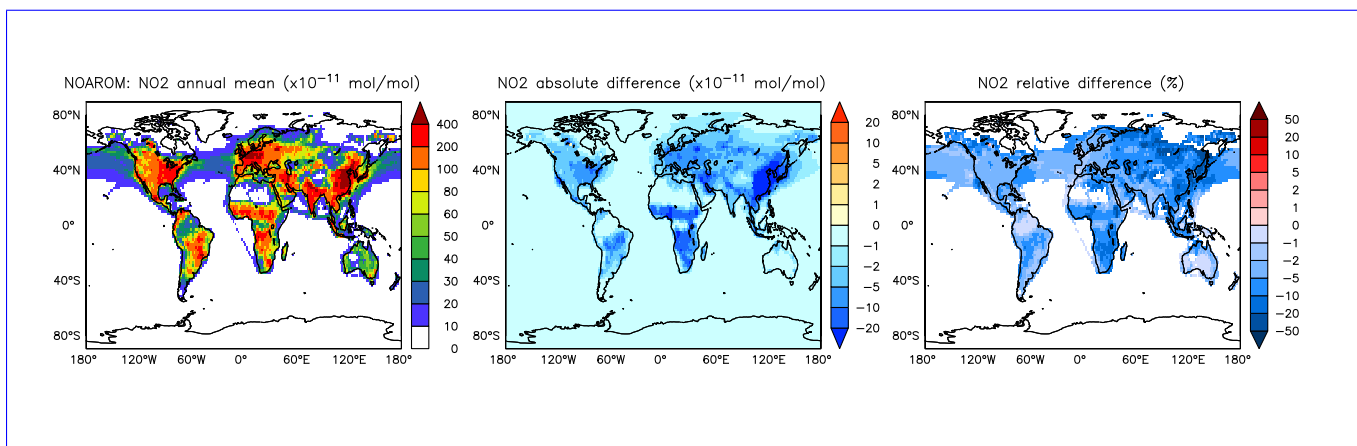 NOAROM: NO2 annual mean (x10⁻¹¹ mol/mol)
80°N
40°N
0°
40°S
80°S
180°
120°W
60°W
0°
60°E
120°E
180°
400
200
100
80
60
40
30
20
10
0
NO2 absolute difference (x10⁻¹¹ mol/mol)
80°N
40°N
0°
40°S
80°S
180°
120°W
60°W
0°
60°E
120°E
180°
20
10
5
2
1
0
−1
−2
−5
−10
−20
NO2 relative difference (%)
80°N
40°N
0°
40°S
80°S
180°
120°W
60°W
0°
60°E
120°E
180°
50
20
10
5
2
1
0
−1
−2
−5
−10
−20
−50